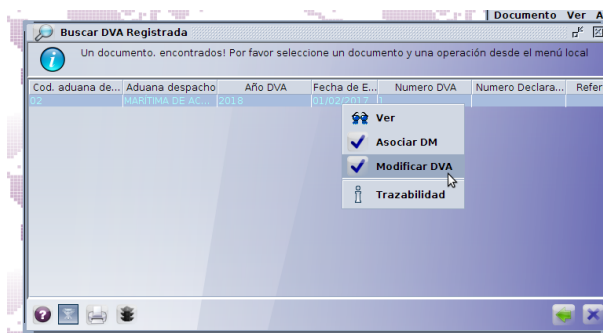 Documento Ver A
Buscar DVA Registrada
Un documento. encontrados! Por favor seleccione un documento y una operación desde el menú local
Cod. aduana de... Aduana despacho Año DVA Fecha de E... Numero DVA Numero Declara... Refer
02 MARÍTIMA DE AC... 2018 01/02/2017 1
Ver
Asociar DM
Modificar DVA
Trazabilidad